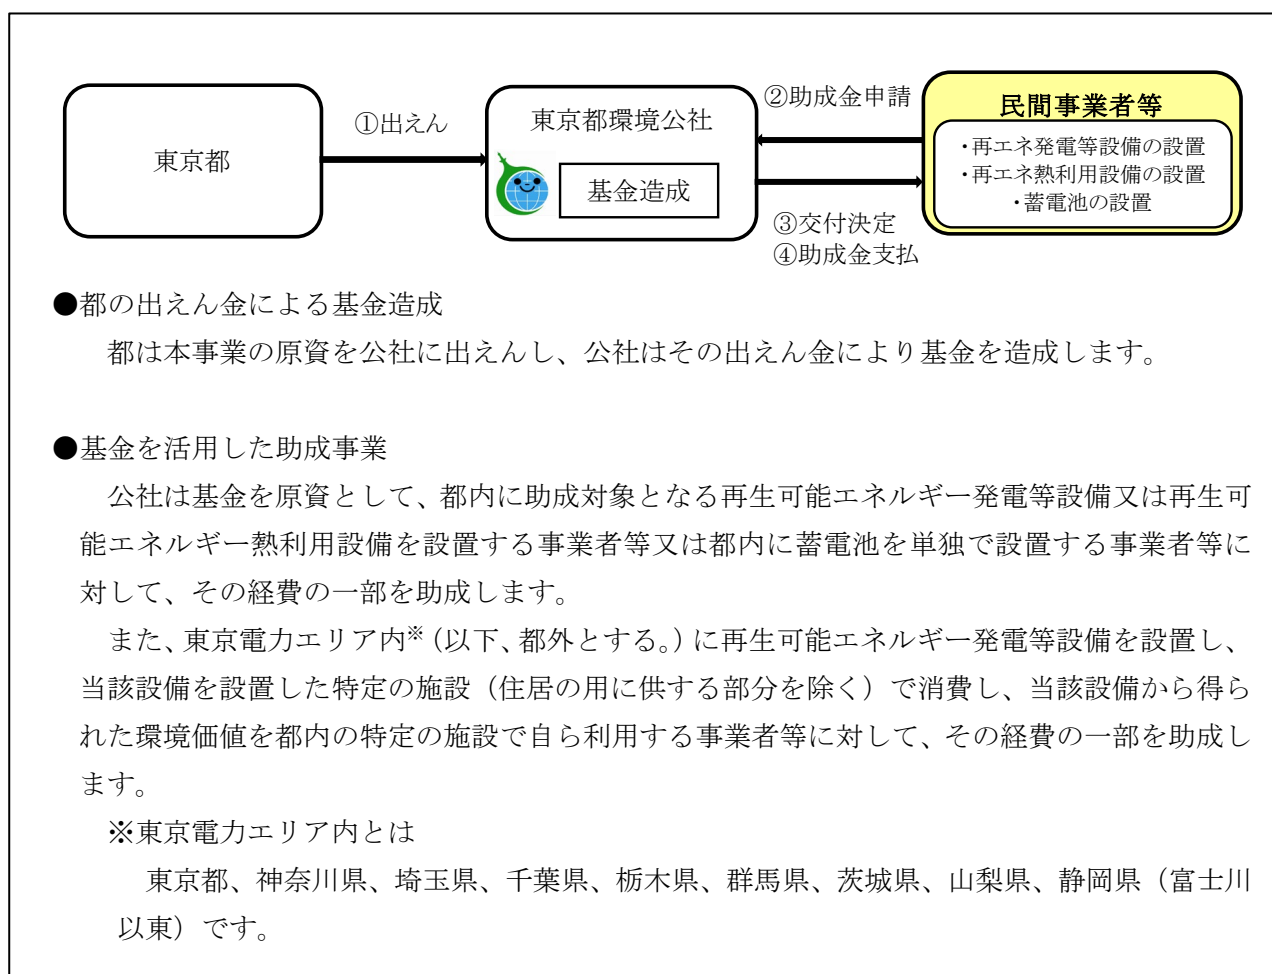 東京都
①出えん
東京都環境公社
基金造成
②助成金申請
③交付決定
④助成金支払
民間事業者等
・再エネ発電等設備の設置
・再エネ熱利用設備の設置
・蓄電池の設置
●都の出えん金による基金造成
都は本事業の原資を公社に出えんし、公社はその出えん金により基金を造成します。
●基金を活用した助成事業
公社は基金を原資として、都内に助成対象となる再生可能エネルギー発電等設備又は再生可
能エネルギー熱利用設備を設置する事業者等又は都内に蓄電池を単独で設置する事業者等に
対して、その経費の一部を助成します。
また、東京電力エリア内※（以下、都外とする。）に再生可能エネルギー発電等設備を設置し、
当該設備を設置した特定の施設（住居の用に供する部分を除く）で消費し、当該設備から得ら
れた環境価値を都内の特定の施設で自ら利用する事業者等に対して、その経費の一部を助成し
ます。
※東京電力エリア内とは
東京都、神奈川県、埼玉県、千葉県、栃木県、群馬県、茨城県、山梨県、静岡県（富士川
以東）です。